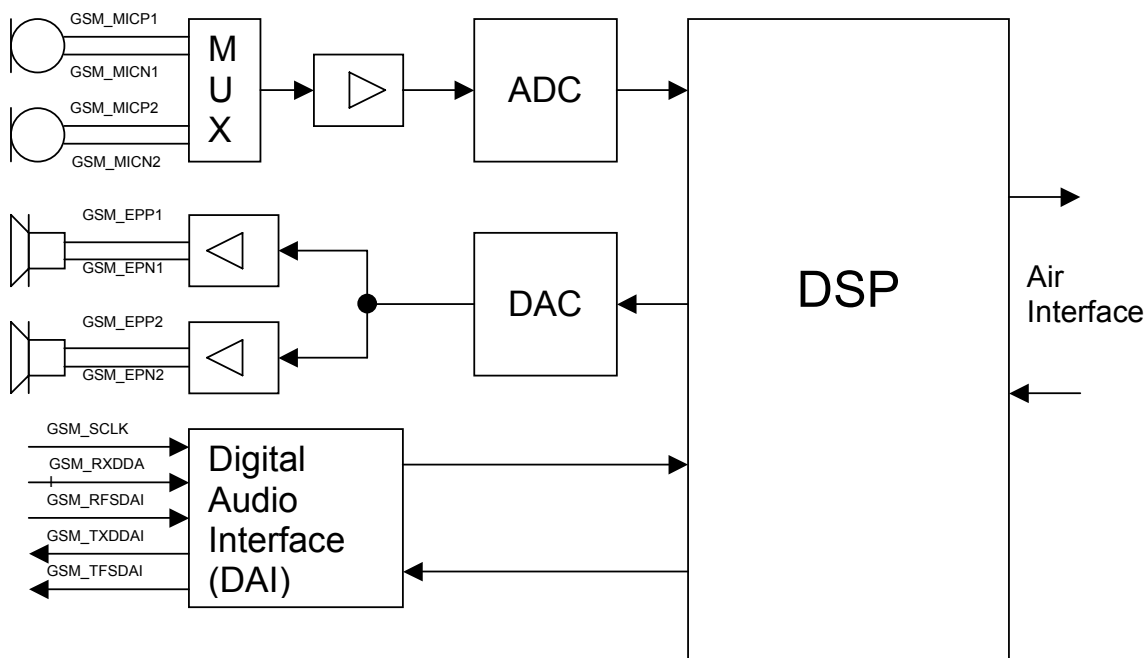 GSM_MICP1
GSM_MICN1
GSM_MICP2
GSM_MICN2
M
U
X
ADC
GSM_EPP1
GSM_EPN1
GSM_EPP2
GSM_EPN2
DAC
DSP
Air
Interface
GSM_SCLK
GSM_RXDDA
GSM_RFSDAI
GSM_TXDDAI
GSM_TFSDAI
Digital
Audio
Interface
(DAI)